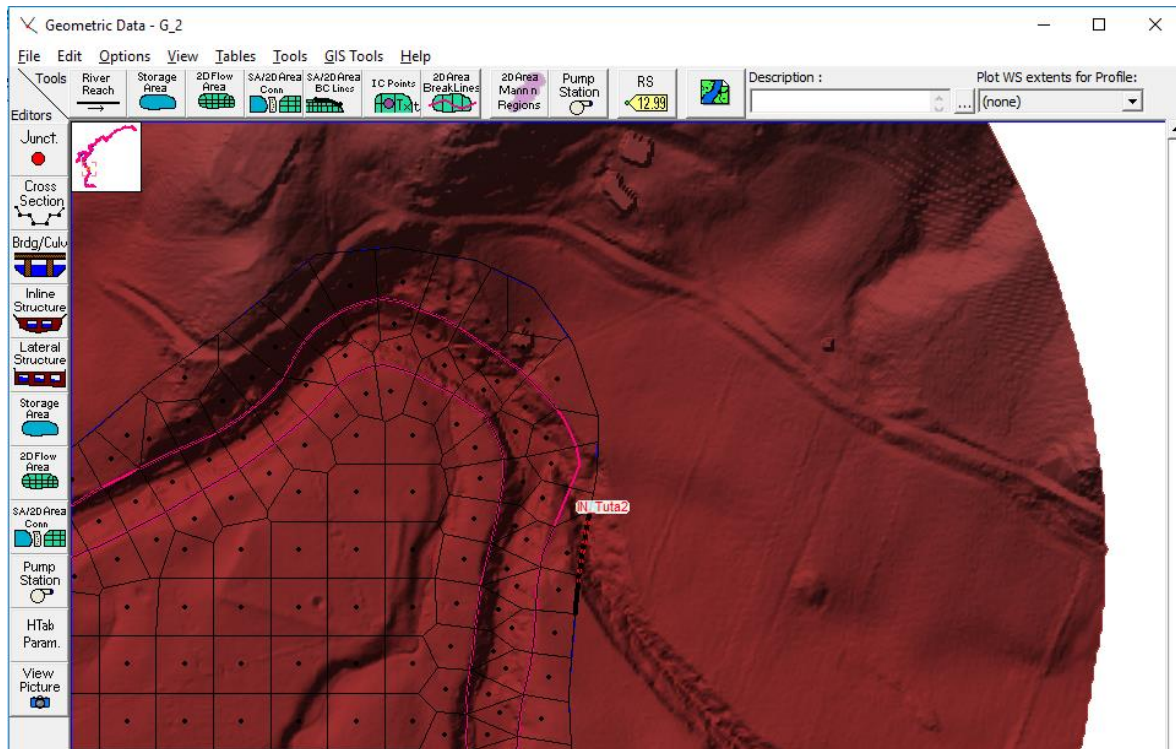 Geometric Data - G_2
File Edit Options View Tables Tools GIS Tools Help
Tools
Editors
River
Reach
Storage
Area
2D Flow
Area
SA/2D Area
Conn
SA/2D Area
BC Lines
IC Points
Txt
2D Area
BreakLines
2D Area
Mann n
Regions
Pump
Station
RS
12.99
Description :
...
Plot WS extents for Profile:
(none)
Junct.
Cross
Section
Brdg/Culv
Inline
Structure
Lateral
Structure
Storage
Area
2D Flow
Area
SA/2D Area
Conn
Pump
Station
HTab
Param.
View
Picture
IN: Tuta2